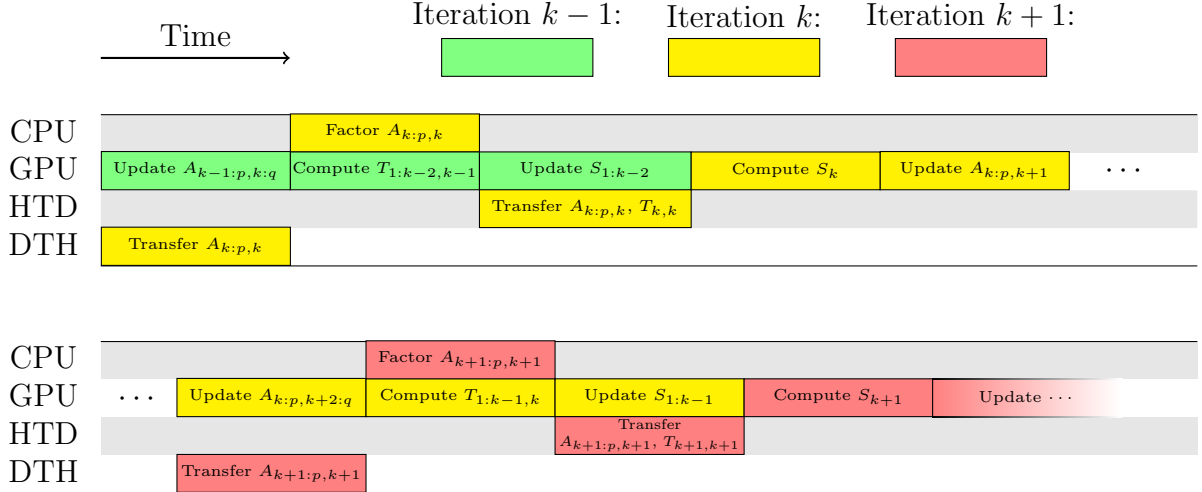 Time
Iteration k − 1:
Iteration k:
Iteration k + 1:
CPU
Factor A_{k:p,k}
GPU
Update A_{k−1:p,k:q}
Compute T_{1:k−2,k−1}
Update S_{1:k−2}
Compute S_k
Update A_{k:p,k+1}
···
HTD
Transfer A_{k:p,k}, T_{k,k}
DTH
Transfer A_{k:p,k}
CPU
Factor A_{k+1:p,k+1}
GPU
···
Update A_{k:p,k+2:q}
Compute T_{1:k−1,k}
Update S_{1:k−1}
Compute S_{k+1}
Update ···
HTD
Transfer
A_{k+1:p,k+1}, T_{k+1,k+1}
DTH
Transfer A_{k+1:p,k+1}